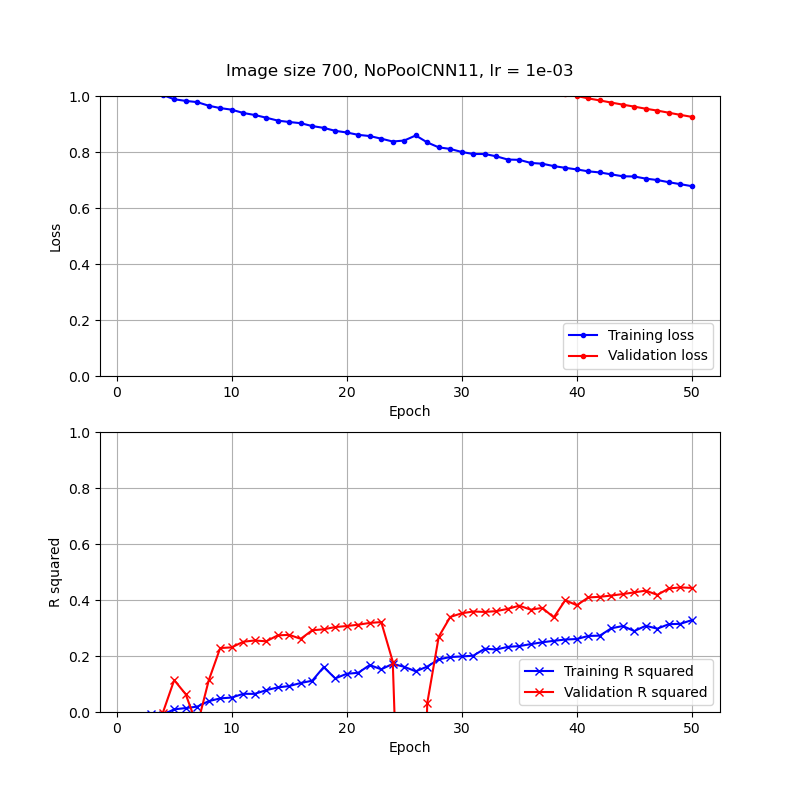 Image size 700, NoPoolCNN11, lr = 1e-03
1.0
0.8
0.6
0.4
0.2
0.0
Loss
0 10 20 30 40 50
Epoch
Training loss
Validation loss
1.0
0.8
0.6
0.4
0.2
0.0
R squared
0 10 20 30 40 50
Epoch
Training R squared
Validation R squared